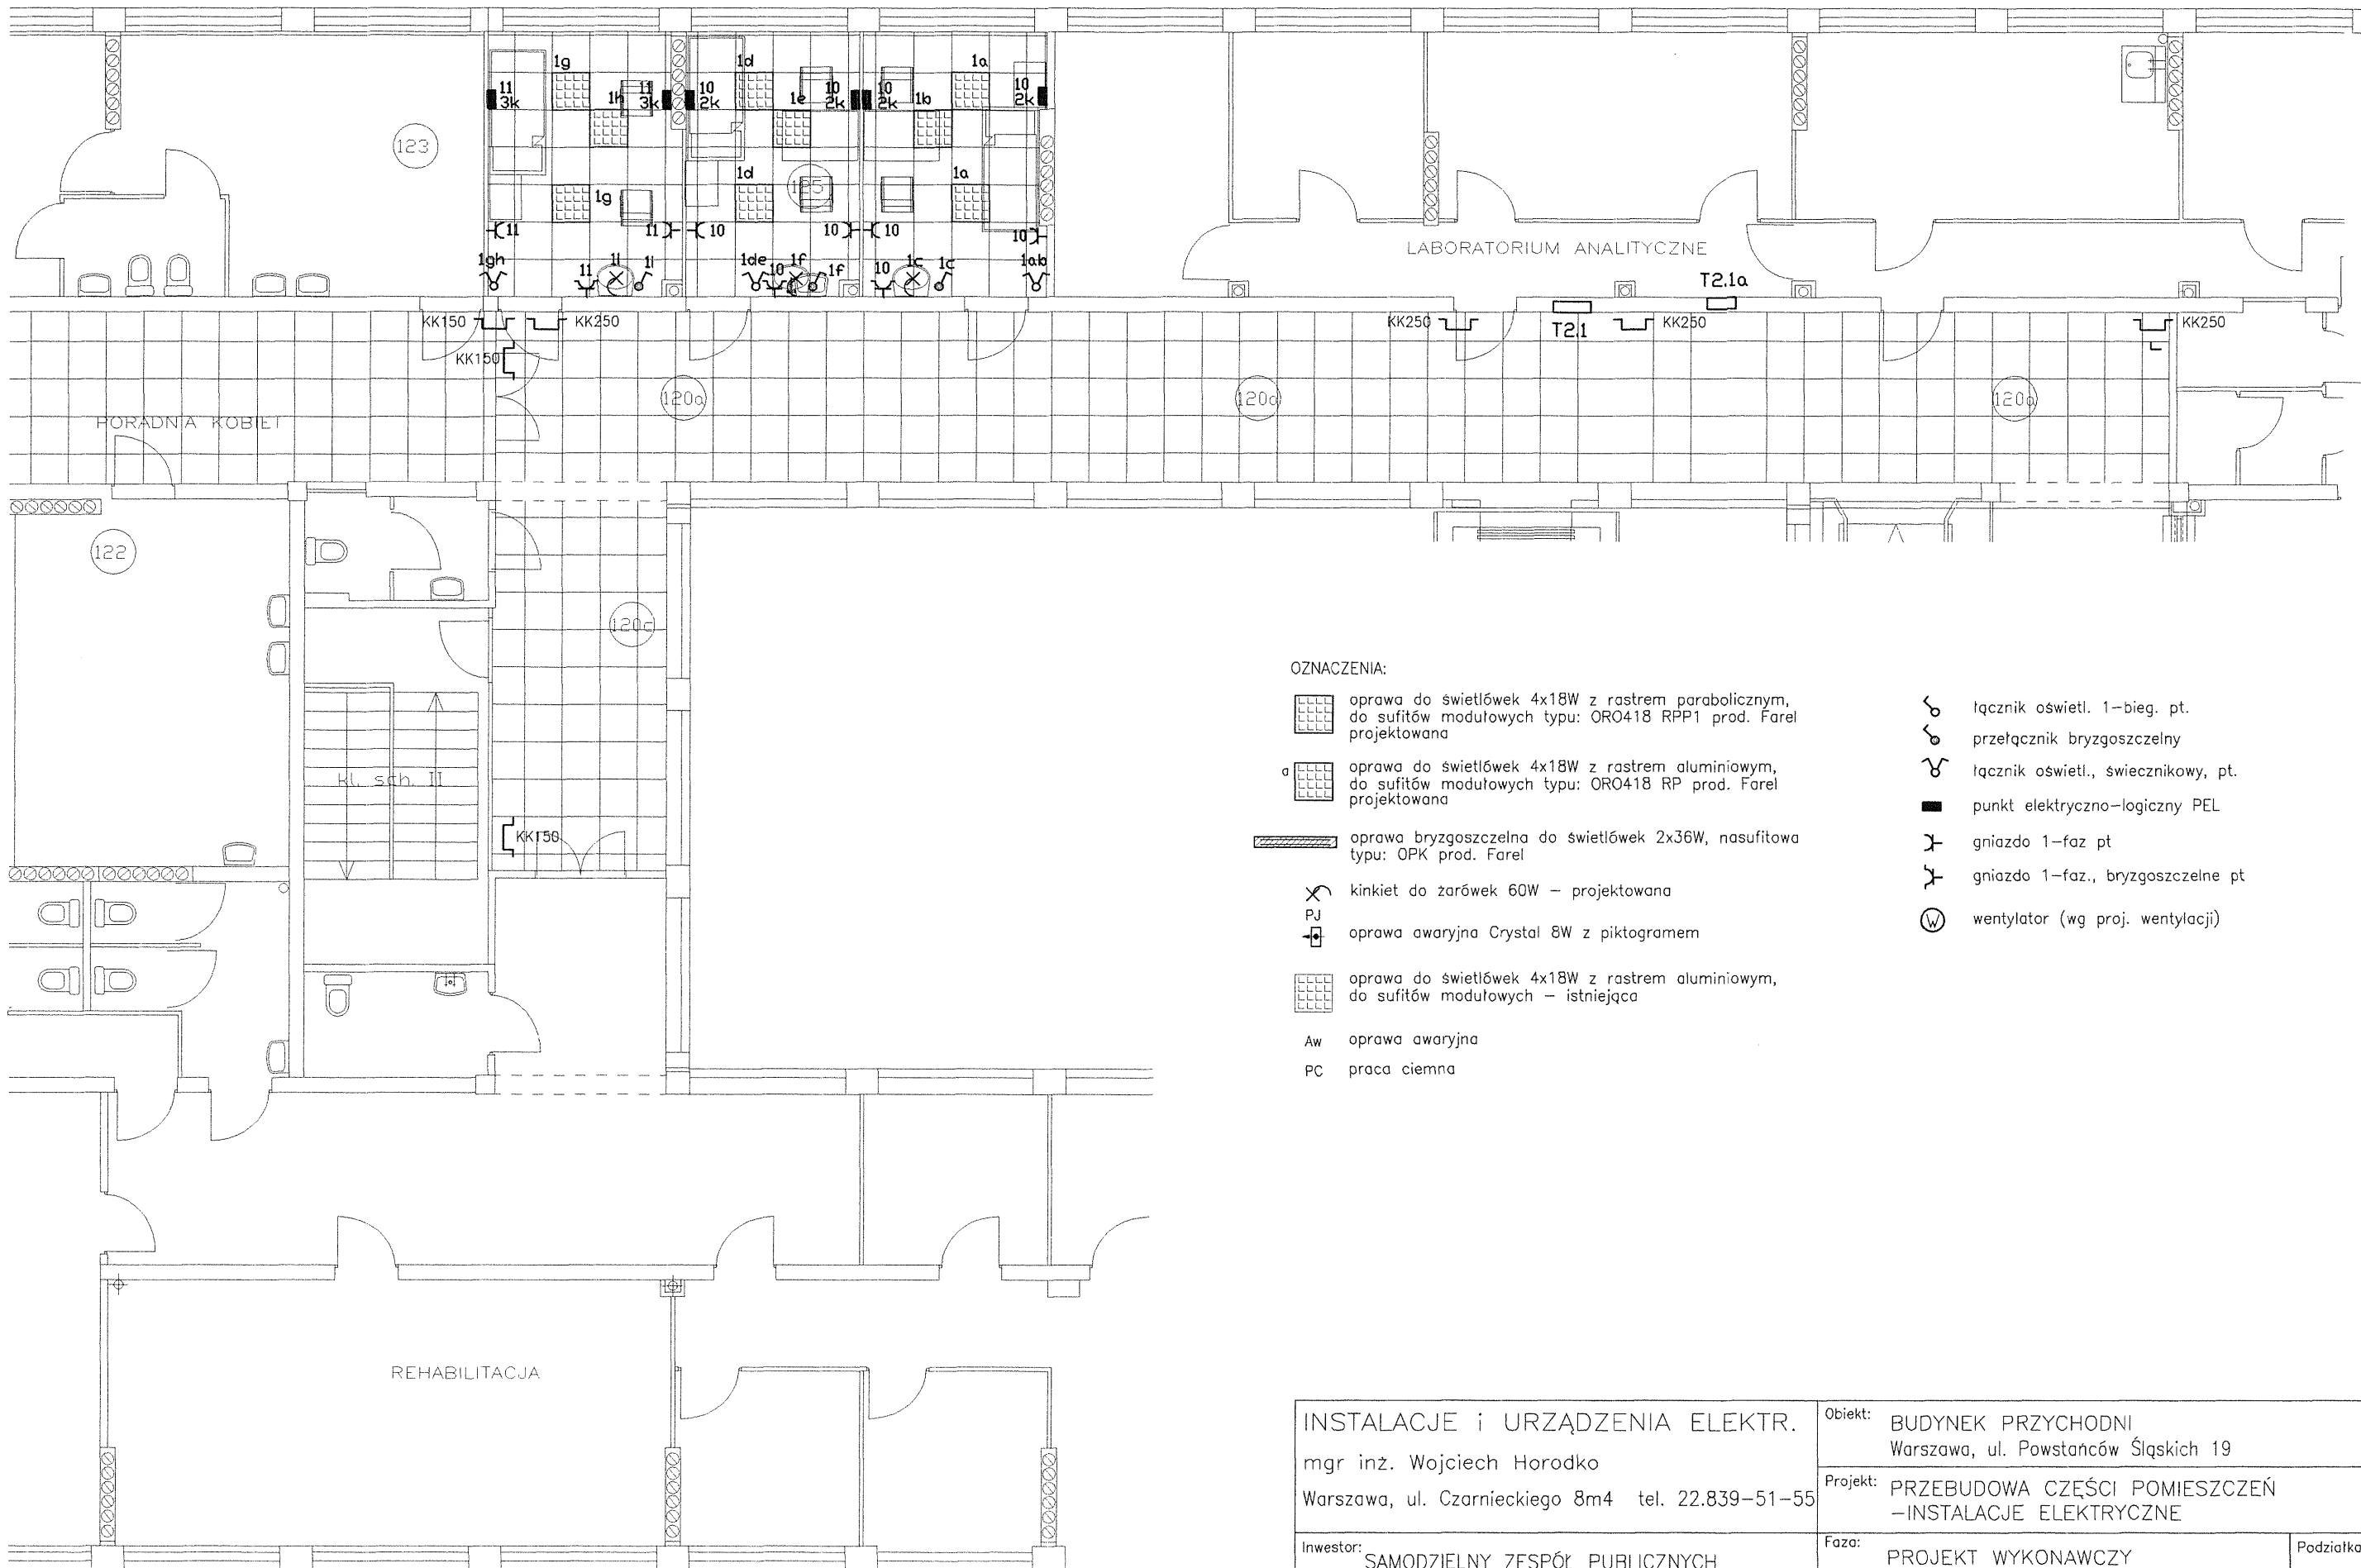 1g
1d
1a
11
3k
1h
11
3k
10
2k
1e
10
2k
10
2k
1b
10
2k
123
1g
1d
125
1a
11
11
10
10
10
10
1gh
11
1i
1i
1de
10
1f
1f
10
1c
1c
1ab
LABORATORIUM ANALITYCZNE
T2.1a
KK150
KK250
KK250
T2.1
KK250
KK250
KK150
120a
120a
120a
PORADNIA KOBIET
122
120c
kl. sch. II
KK150
REHABILITACJA
OZNACZENIA:
oprawa do świetlówek 4x18W z rastrem parabolicznym,
do sufitów modułowych typu: ORO418 RPP1 prod. Farel
projektowana
a
oprawa do świetlówek 4x18W z rastrem aluminiowym,
do sufitów modułowych typu: ORO418 RP prod. Farel
projektowana
oprawa bryzgoszczelna do świetlówek 2x36W, nasufitowa
typu: OPK prod. Farel
kinkiet do żarówek 60W – projektowana
PJ
oprawa awaryjna Crystal 8W z piktogramem
oprawa do świetlówek 4x18W z rastrem aluminiowym,
do sufitów modułowych – istniejąca
Aw oprawa awaryjna
PC praca ciemna
łącznik oświetl. 1-bieg. pt.
przełącznik bryzgoszczelny
łącznik oświetl., świecznikowy, pt.
punkt elektryczno-logiczny PEL
gniazdo 1-faz pt
gniazdo 1-faz., bryzgoszczelne pt
W wentylator (wg proj. wentylacji)
INSTALACJE i URZĄDZENIA ELEKTR.
mgr inż. Wojciech Horodko
Warszawa, ul. Czarnieckiego 8m4 tel. 22.839-51-55
Obiekt: BUDYNEK PRZYCHODNI
Warszawa, ul. Powstańców Śląskich 19
Projekt: PRZEBUDOWA CZĘŚCI POMIESZCZEŃ
-INSTALACJE ELEKTRYCZNE
Inwestor: SAMODZIELNY ZESPÓŁ PUBLICZNYCH
Faza: PROJEKT WYKONAWCZY
Podziałka